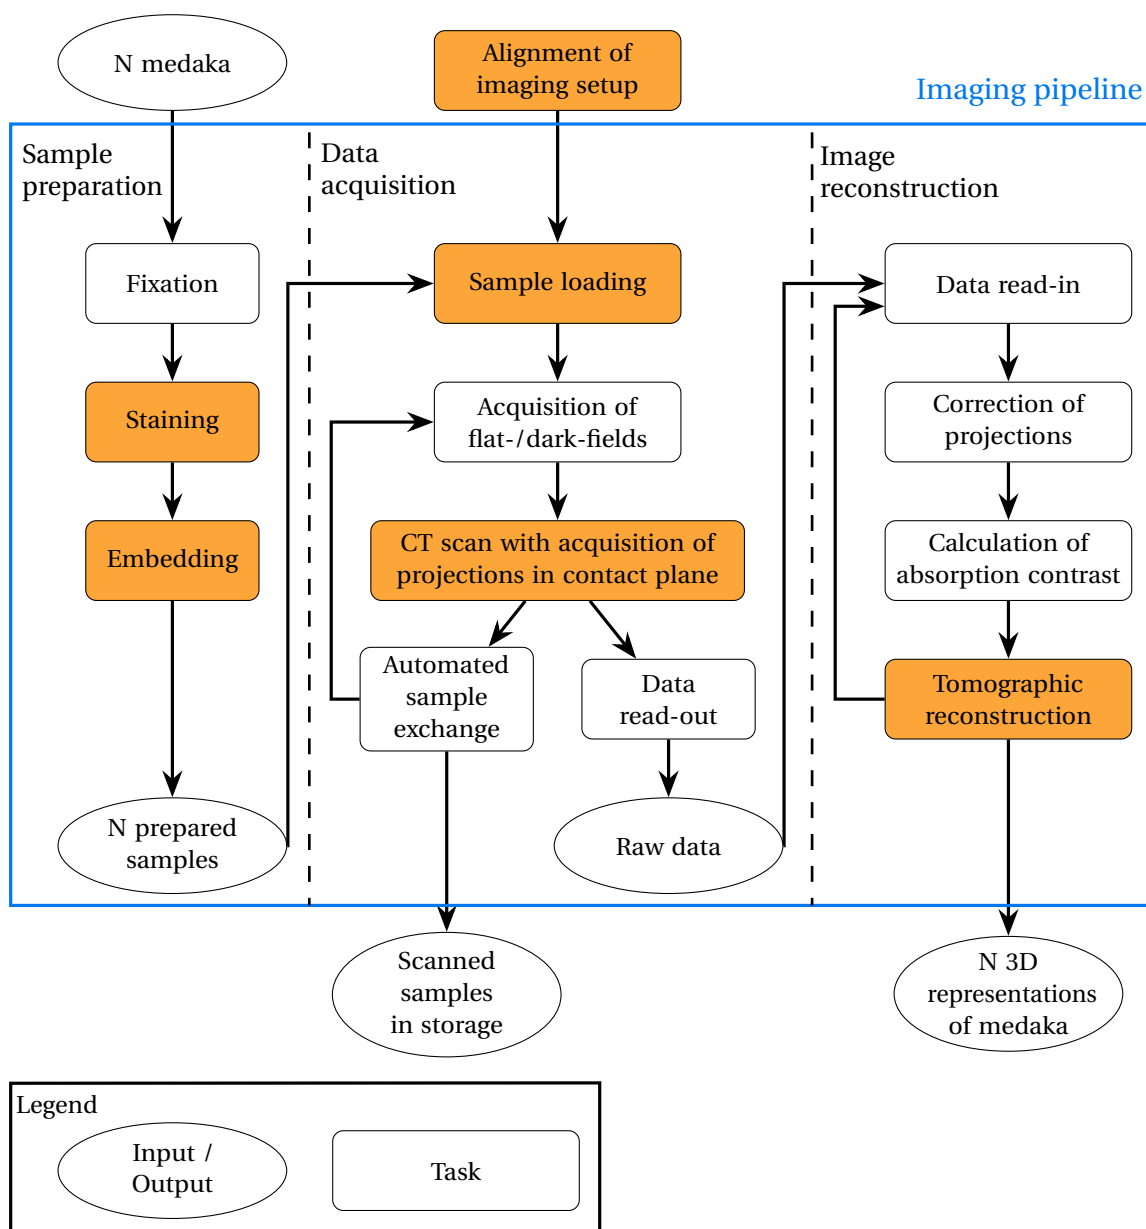 N medaka
Alignment of
imaging setup
Imaging pipeline
Sample
preparation
Data
acquisition
Image
reconstruction
Fixation
Staining
Embedding
N prepared
samples
Sample loading
Acquisition of
flat-/dark-fields
CT scan with acquisition of
projections in contact plane
Automated
sample
exchange
Data
read-out
Raw data
Data read-in
Correction of
projections
Calculation of
absorption contrast
Tomographic
reconstruction
Scanned
samples
in storage
N 3D
representations
of medaka
Legend
Input /
Output
Task